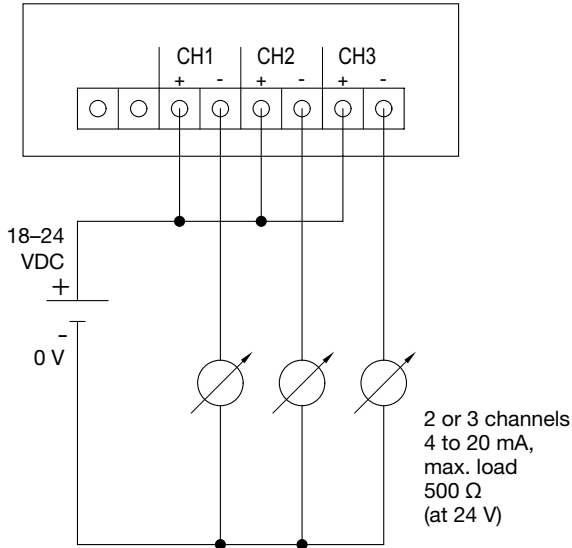 CH1 CH2 CH3
+ - + - + -
18–24
VDC
+
-
0 V
2 or 3 channels
4 to 20 mA,
max. load
500 Ω
(at 24 V)